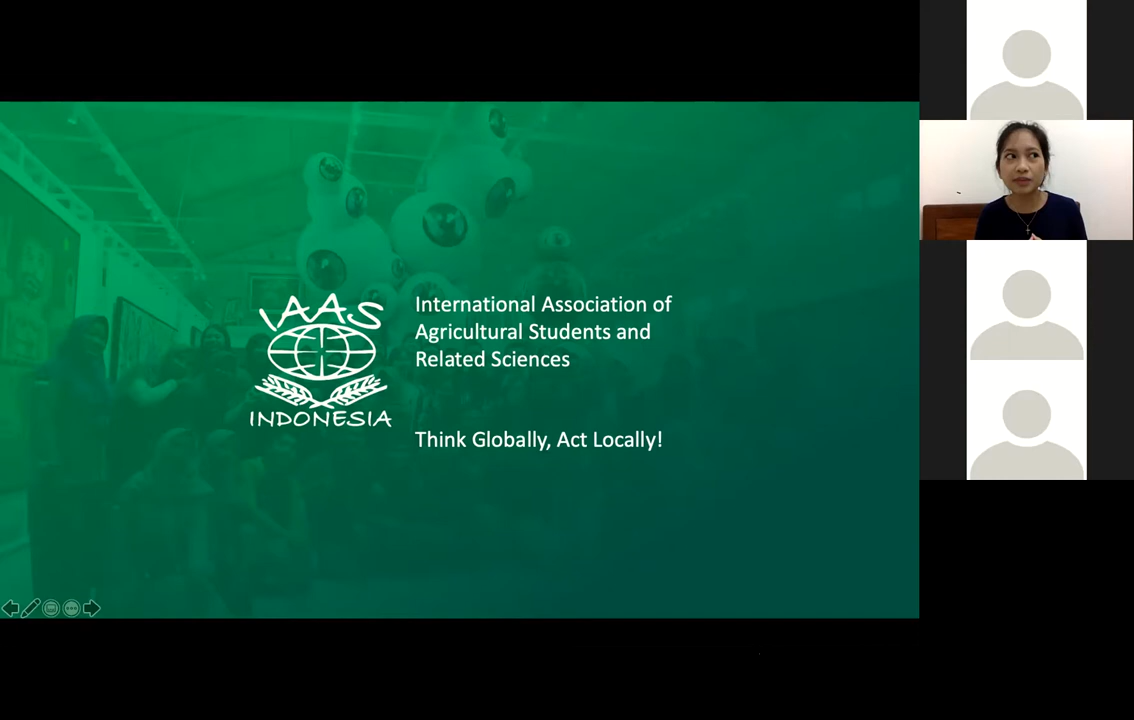 IAAS
INDONESIA
International Association of
Agricultural Students and
Related Sciences
Think Globally, Act Locally!